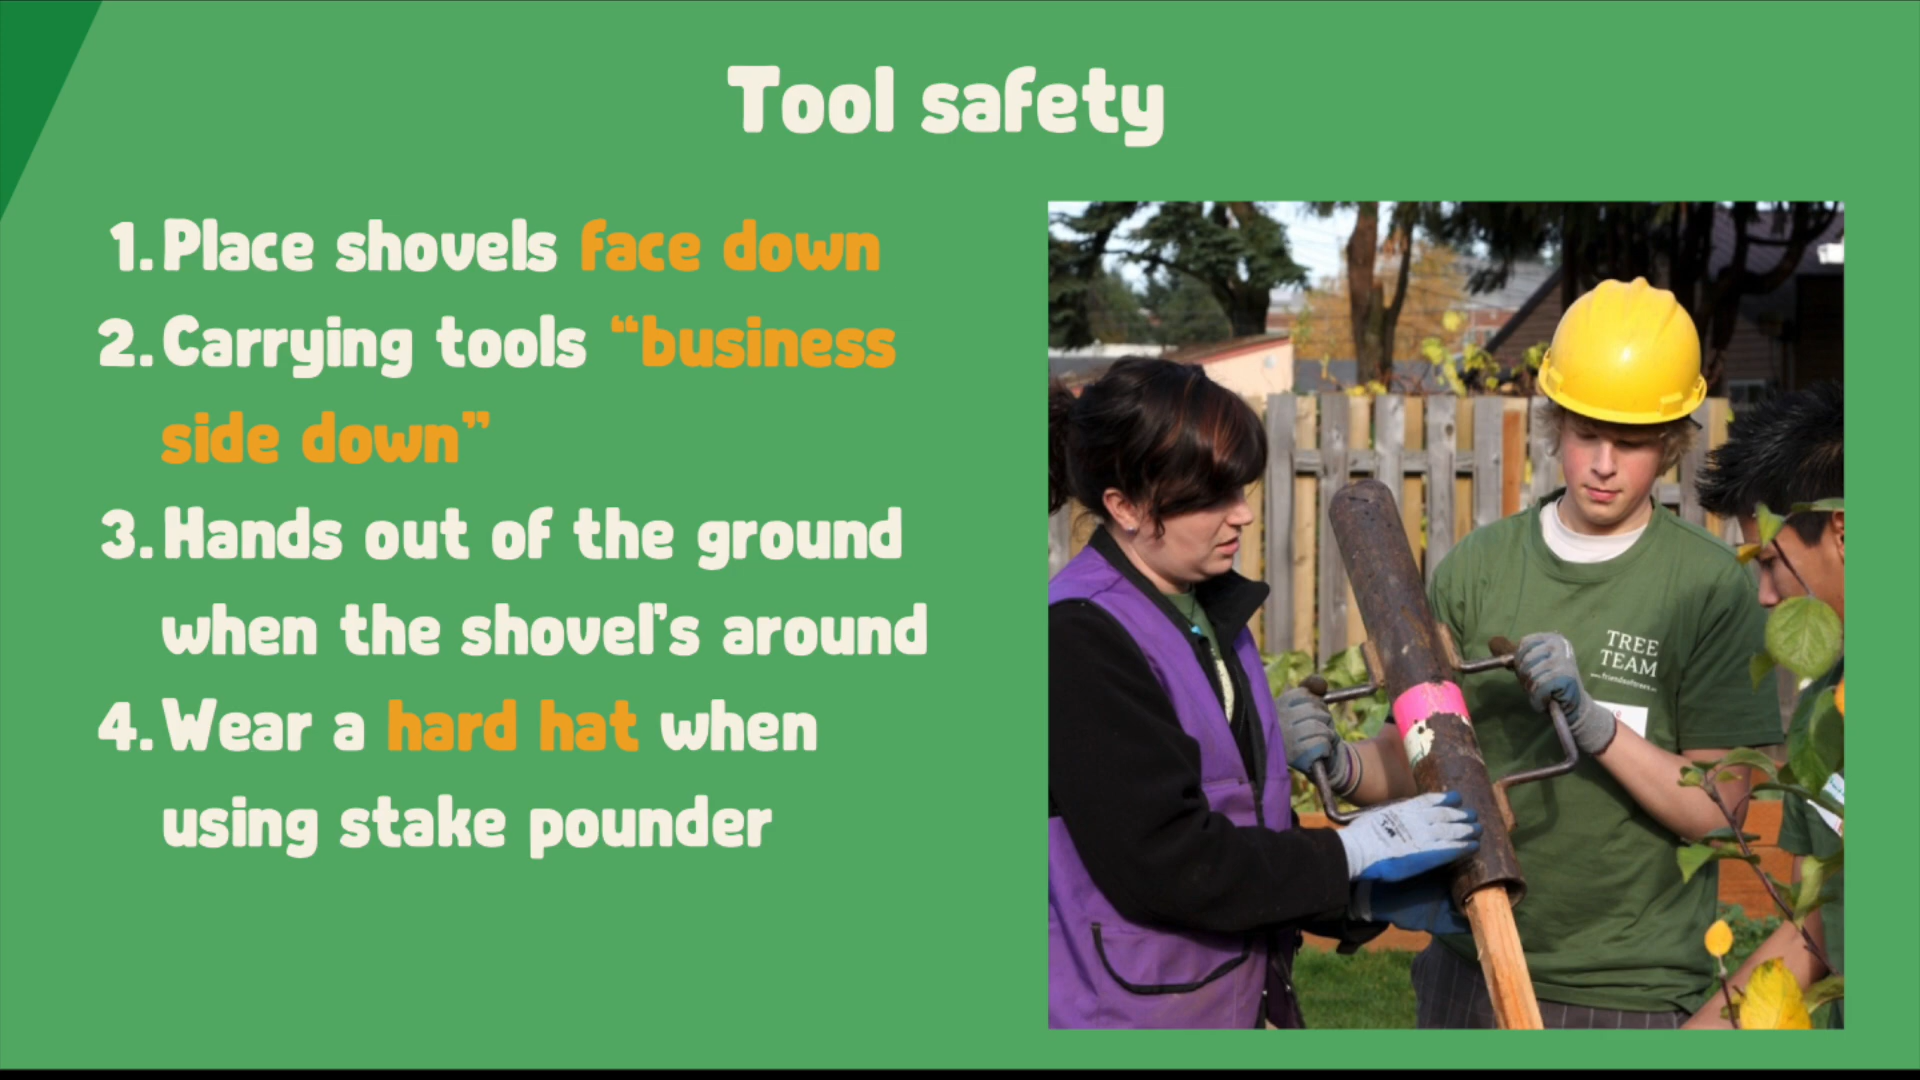 Tool safety
1. Place shovels face down
2. Carrying tools “business
side down”
3. Hands out of the ground
when the shovel’s around
4. Wear a hard hat when
using stake pounder
TREE
TEAM